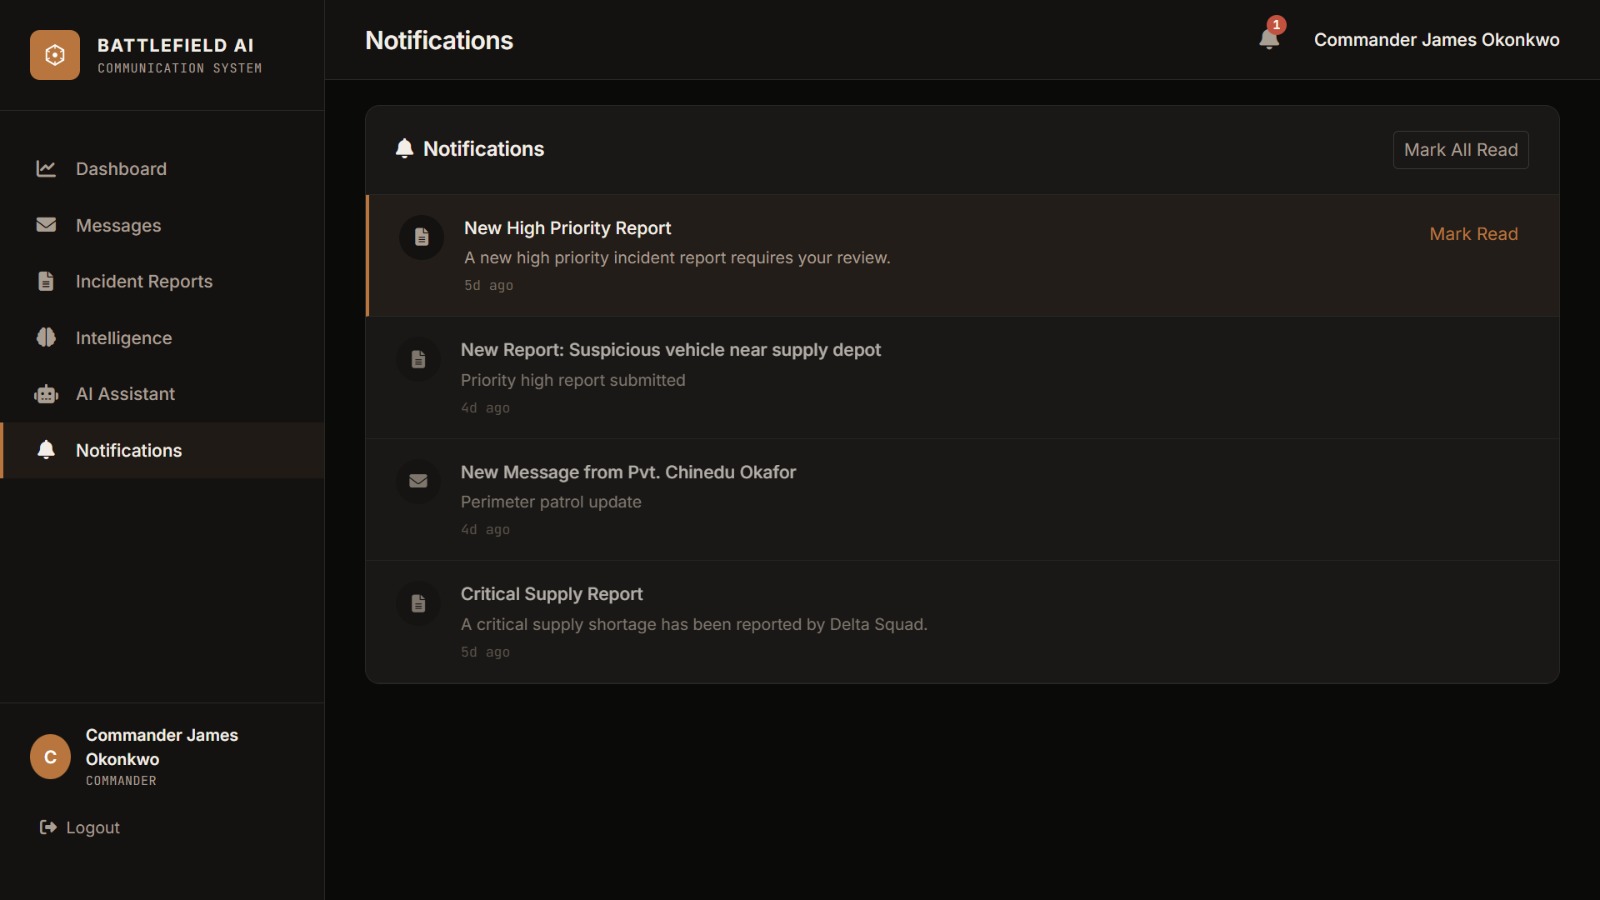 BATTLEFIELD AI
COMMUNICATION SYSTEM
Dashboard
Messages
Incident Reports
Intelligence
AI Assistant
Notifications
C
Commander James
Okonkwo
COMMANDER
Logout
Notifications
1
Commander James Okonkwo
Notifications
Mark All Read
New High Priority Report
Mark Read
A new high priority incident report requires your review.
5d ago
New Report: Suspicious vehicle near supply depot
Priority high report submitted
4d ago
New Message from Pvt. Chinedu Okafor
Perimeter patrol update
4d ago
Critical Supply Report
A critical supply shortage has been reported by Delta Squad.
5d ago